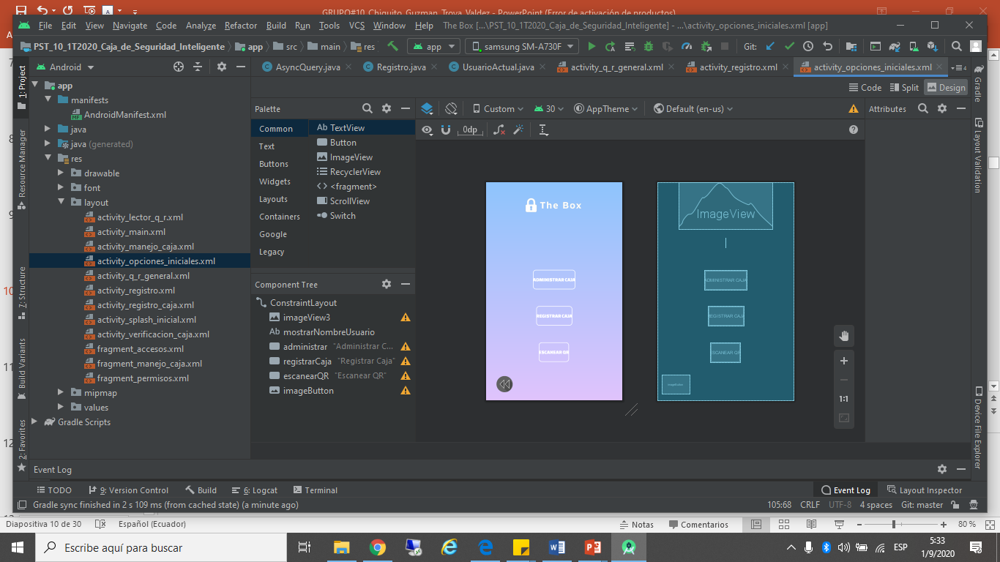 GRUPO#10_Chiquito_Guzman_Troya_Valdez - PowerPoint (Error de activación de productos)
File Edit View Navigate Code Analyze Refactor Build Run Tools VCS Window Help The Box [...\PST_10_1T2020_Caja_de_Seguridad_Inteligente] - ...\activity_opciones_iniciales.xml [app]
PST_10_1T2020_Caja_de_Seguridad_Inteligente app src main res app samsung SM-A730F Git:
Android AsyncQuery.java Registro.java UsuarioActual.java activity_q_r_general.xml activity_registro.xml activity_opciones_iniciales.xml 4
Code Split Design
1: Project
Resource Manager
7: Structure
Build Variants
2: Favorites
app
manifests
AndroidManifest.xml
java
java (generated)
res
drawable
font
layout
activity_lector_q_r.xml
activity_main.xml
activity_manejo_caja.xml
activity_opciones_iniciales.xml
activity_q_r_general.xml
activity_registro.xml
activity_registro_caja.xml
activity_splash_inicial.xml
activity_verificacion_caja.xml
fragment_accesos.xml
fragment_manejo_caja.xml
fragment_permisos.xml
mipmap
values
Gradle Scripts
Palette
Common
Text
Buttons
Widgets
Layouts
Containers
Google
Legacy
Ab TextView
Button
ImageView
RecyclerView
<fragment>
ScrollView
Switch
Component Tree
ConstraintLayout
imageView3
Ab mostrarNombreUsuario
administrar "Administrar C...
registrarCaja "Registrar Caja"
escanearQR "Escanear QR"
imageButton
Custom 30 AppTheme Default (en-us)
0dp
The Box
ADMINISTRAR CAJA
REGISTRAR CAJA
ESCANEAR QR
ImageView
ADMINISTRAR CAJA
REGISTRAR CAJA
ESCANEAR QR
1:1
Attributes
Gradle
Layout Validation
Device File Explorer
Event Log
TODO 9: Version Control Build 6: Logcat Terminal Event Log Layout Inspector
Gradle sync finished in 2 s 109 ms (from cached state) (a minute ago) 105:68 CRLF UTF-8 4 spaces Git: master
Diapositiva 10 de 30 Español (Ecuador) Notas Comentarios 80 %
Escribe aquí para buscar ESP 5:33
1/9/2020